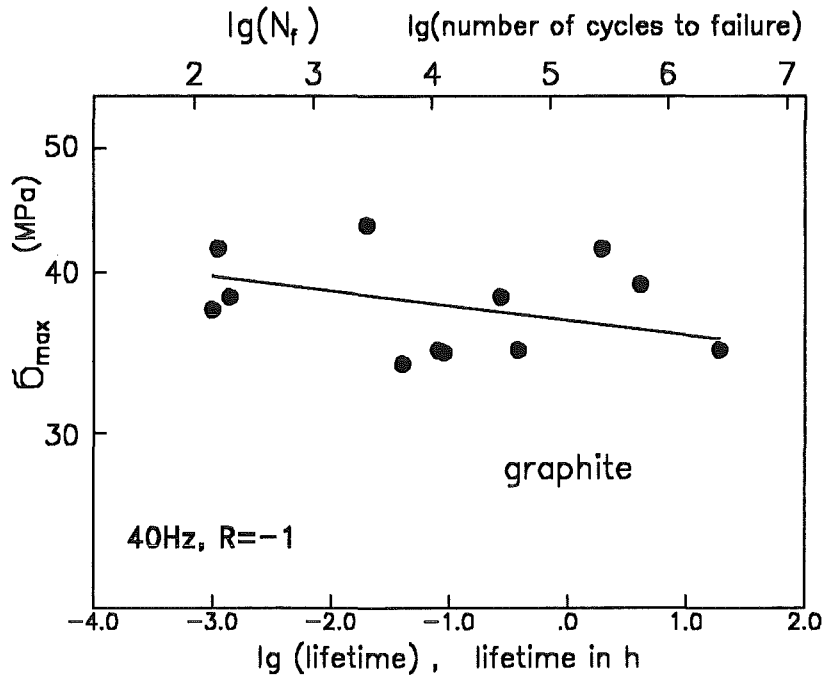 lg(N_f) lg(number of cycles to failure)
2 3 4 5 6 7
50
40
30
σ_max (MPa)
graphite
40Hz, R=-1
-4.0 -3.0 -2.0 -1.0 .0 1.0 2.0
lg (lifetime) , lifetime in h